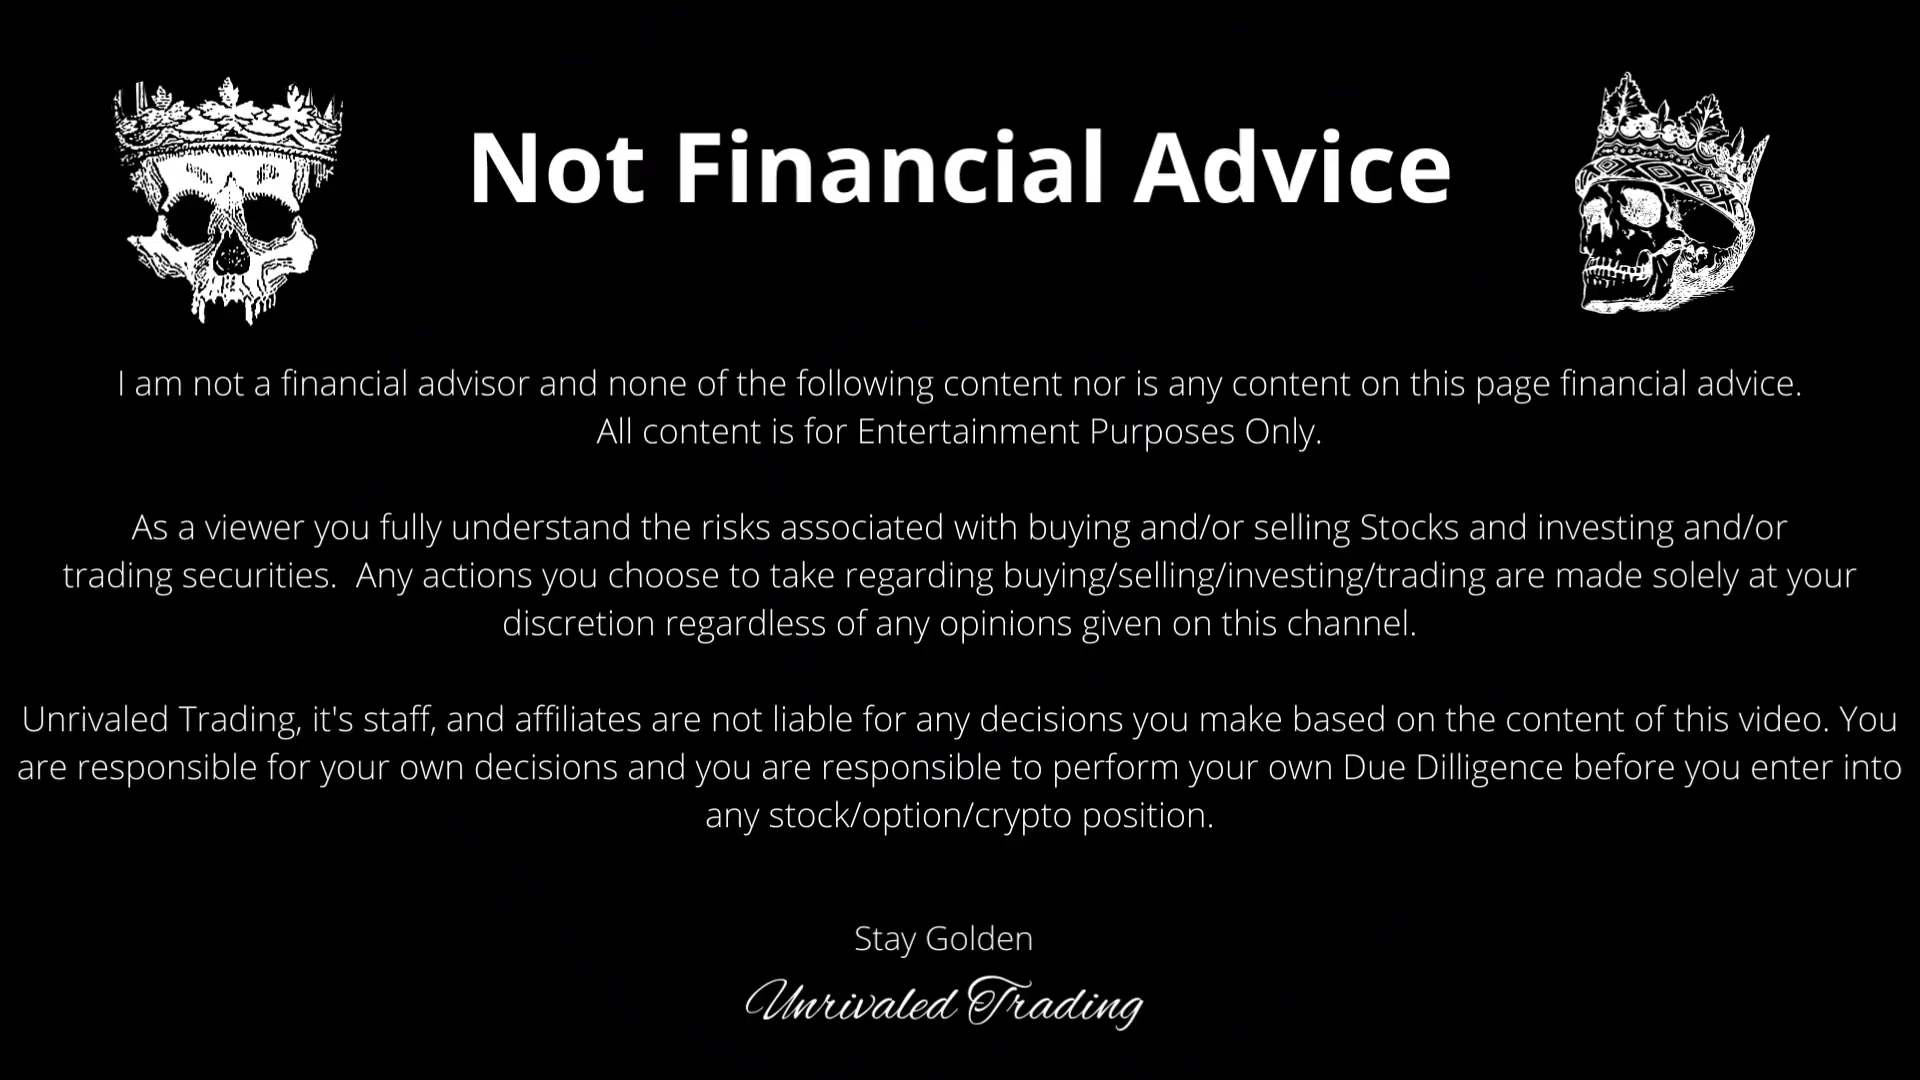 Not Financial Advice
I am not a financial advisor and none of the following content nor is any content on this page financial advice.
All content is for Entertainment Purposes Only.
As a viewer you fully understand the risks associated with buying and/or selling Stocks and investing and/or
trading securities.  Any actions you choose to take regarding buying/selling/investing/trading are made solely at your
discretion regardless of any opinions given on this channel.
Unrivaled Trading, it's staff, and affiliates are not liable for any decisions you make based on the content of this video. You
are responsible for your own decisions and you are responsible to perform your own Due Dilligence before you enter into
any stock/option/crypto position.
Stay Golden
Unrivaled Trading